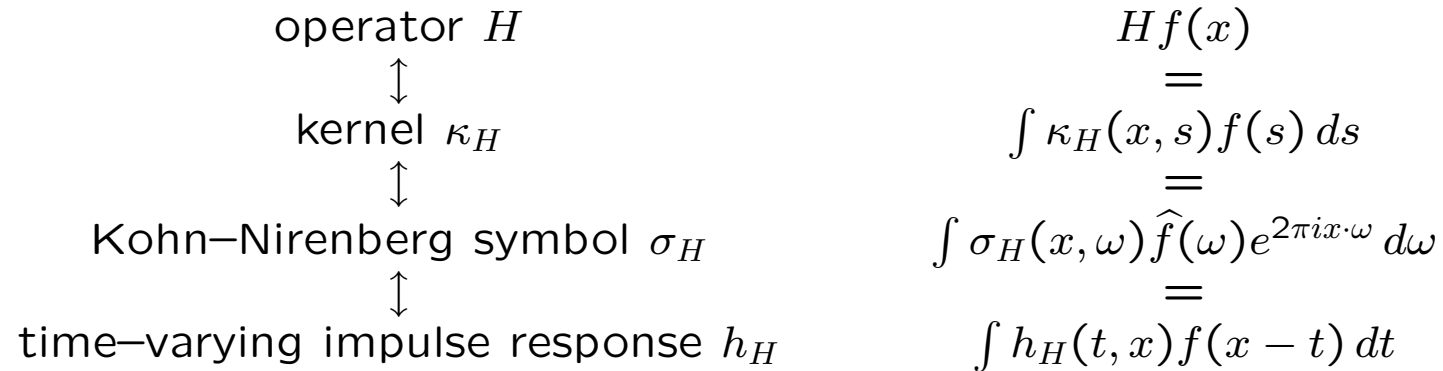 operator H
↕
kernel κ_H
↕
Kohn–Nirenberg symbol σ_H
↕
time–varying impulse response h_H
Hf(x)
=
∫ κ_H(x, s)f(s) ds
=
∫ σ_H(x, ω)f̂(ω)e^{2πix·ω} dω
=
∫ h_H(t, x)f(x − t) dt